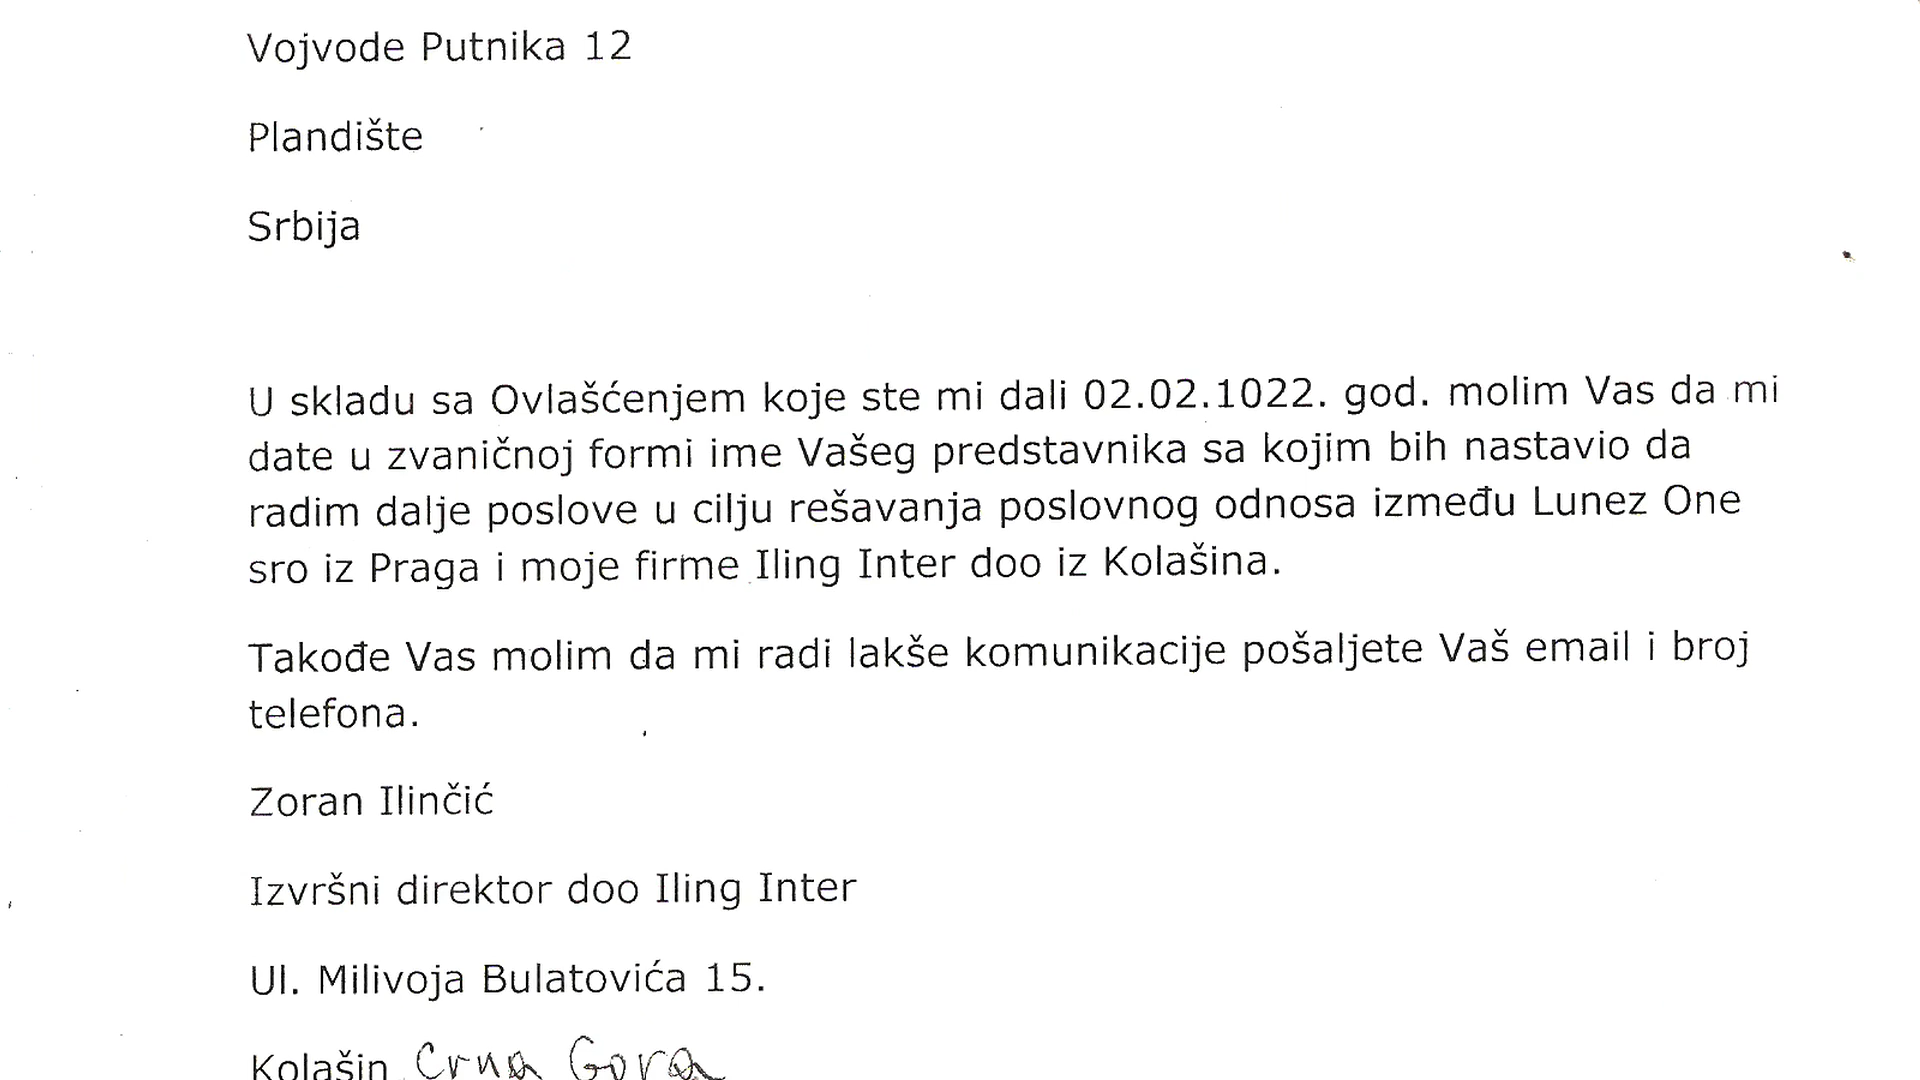 Vojvode Putnika 12
Plandište
Srbija
U skladu sa Ovlašćenjem koje ste mi dali 02.02.1022. god. molim Vas da mi
date u zvaničnoj formi ime Vašeg predstavnika sa kojim bih nastavio da
radim dalje poslove u cilju rešavanja poslovnog odnosa između Lunez One
sro iz Praga i moje firme Iling Inter doo iz Kolašina.
Takođe Vas molim da mi radi lakše komunikacije pošaljete Vaš email i broj
telefona.
Zoran Ilinčić
Izvršni direktor doo Iling Inter
Ul. Milivoja Bulatovića 15.
Kolašin Crna Gora